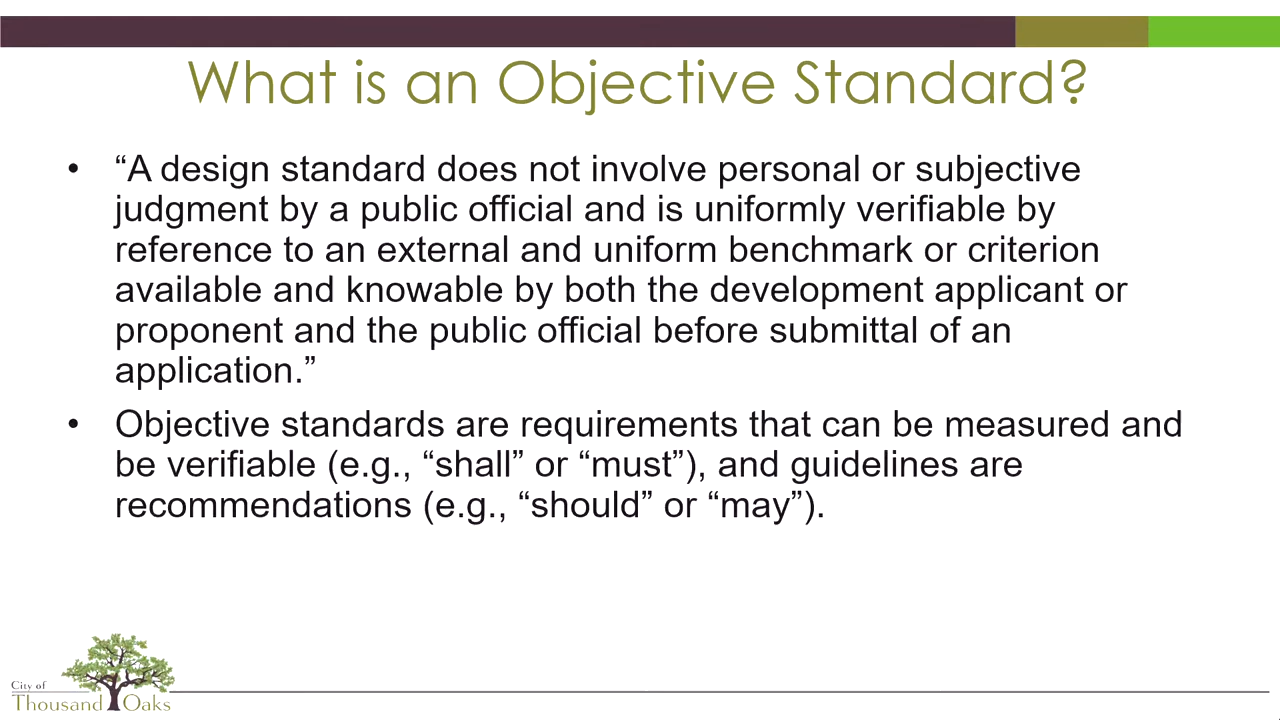 What is an Objective Standard?
• “A design standard does not involve personal or subjective
judgment by a public official and is uniformly verifiable by
reference to an external and uniform benchmark or criterion
available and knowable by both the development applicant or
proponent and the public official before submittal of an
application.”
• Objective standards are requirements that can be measured and
be verifiable (e.g., “shall” or “must”), and guidelines are
recommendations (e.g., “should” or “may”).
City of
Thousand Oaks